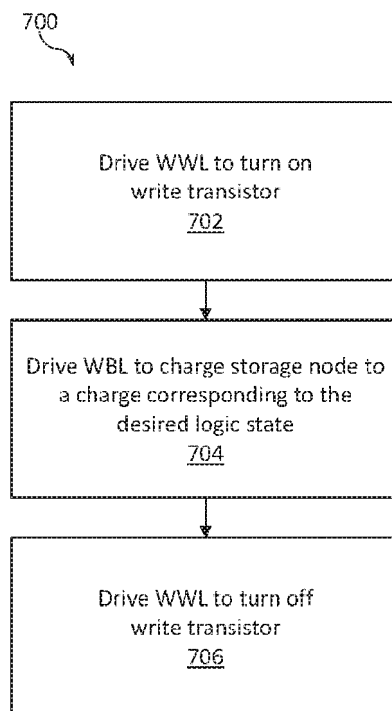 700
Drive WWL to turn on
write transistor
702
Drive WBL to charge storage node to
a charge corresponding to the
desired logic state
704
Drive WWL to turn off
write transistor
706